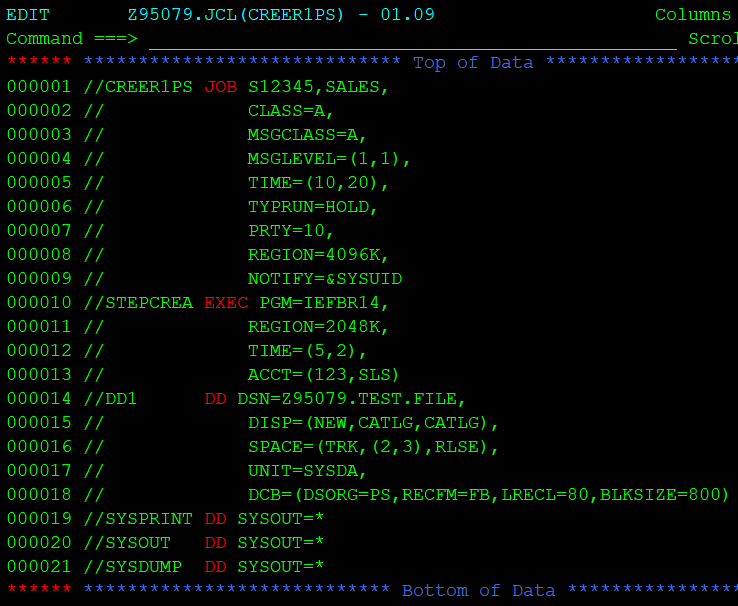 EDIT       Z95079.JCL(CREER1PS) - 01.09                    Columns
Command ===> ________________________________________________ Scrol
****** ***************************** Top of Data ******************
000001 //CREER1PS JOB S12345,SALES,
000002 //             CLASS=A,
000003 //             MSGCLASS=A,
000004 //             MSGLEVEL=(1,1),
000005 //             TIME=(10,20),
000006 //             TYPRUN=HOLD,
000007 //             PRTY=10,
000008 //             REGION=4096K,
000009 //             NOTIFY=&SYSUID
000010 //STEPCREA EXEC PGM=IEFBR14,
000011 //             REGION=2048K,
000012 //             TIME=(5,2),
000013 //             ACCT=(123,SLS)
000014 //DD1      DD DSN=Z95079.TEST.FILE,
000015 //             DISP=(NEW,CATLG,CATLG),
000016 //             SPACE=(TRK,(2,3),RLSE),
000017 //             UNIT=SYSDA,
000018 //             DCB=(DSORG=PS,RECFM=FB,LRECL=80,BLKSIZE=800)
000019 //SYSPRINT DD SYSOUT=*
000020 //SYSOUT   DD SYSOUT=*
000021 //SYSDUMP  DD SYSOUT=*
****** **************************** Bottom of Data ****************